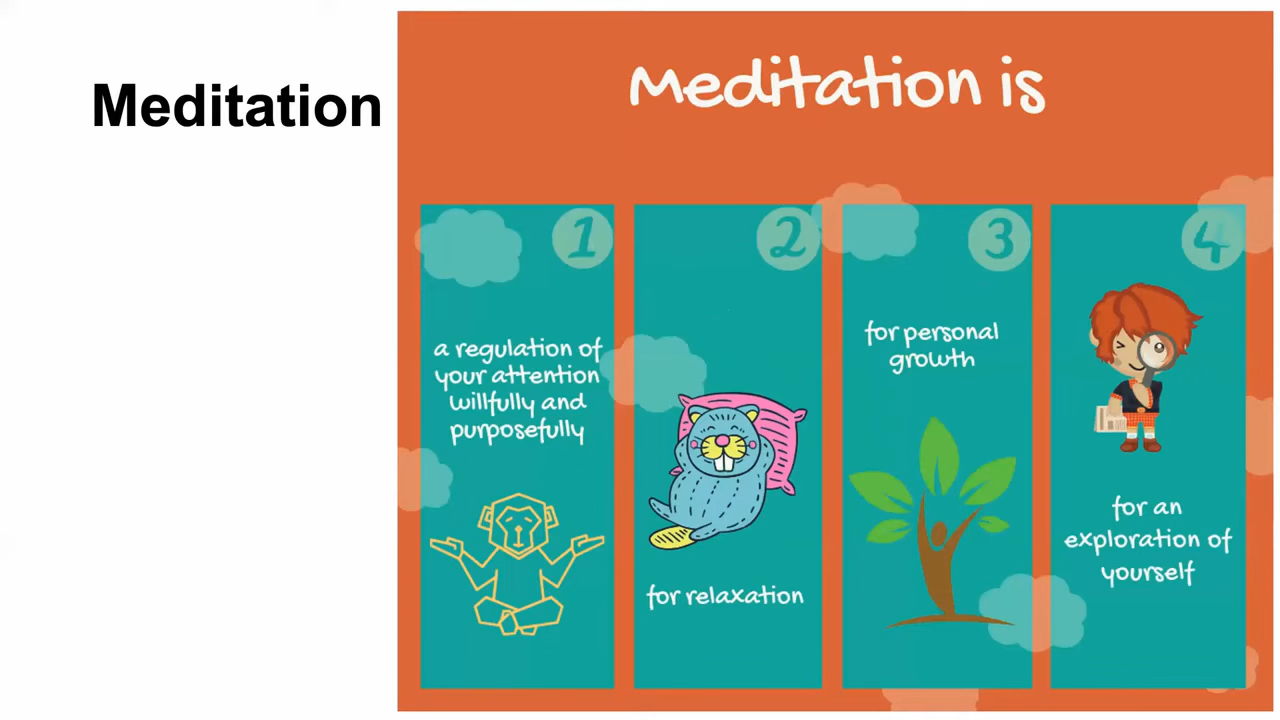 Meditation
Meditation is
1
a regulation of
your attention
willfully and
purposefully
2
for relaxation
3
for personal
growth
4
for an
exploration of
yourself